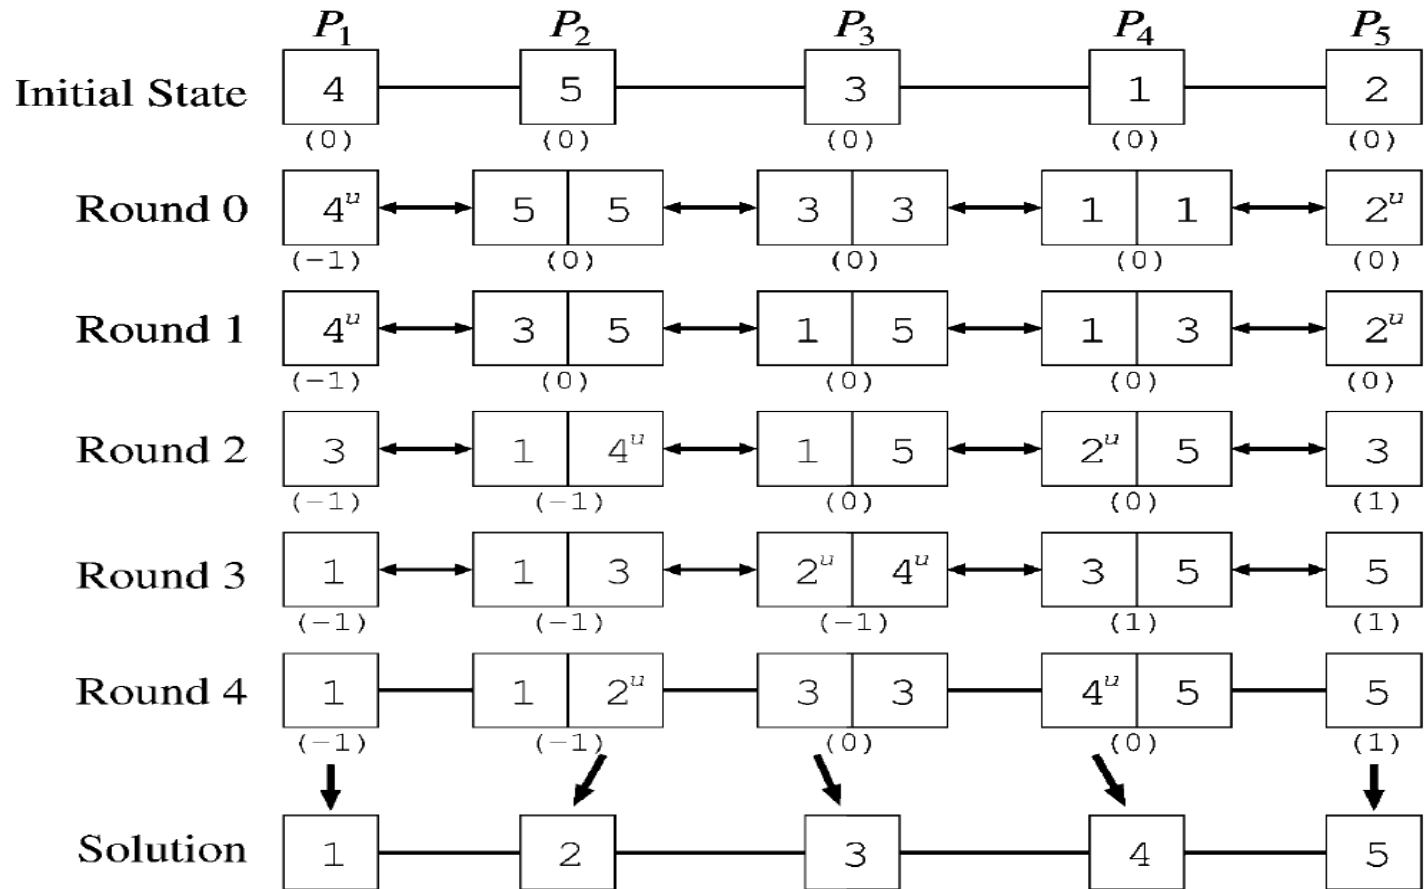 P₁ P₂ P₃ P₄ P₅
Initial State 4 5 3 1 2
(0) (0) (0) (0) (0)
Round 0 4ᵘ 5 5 3 3 1 1 2ᵘ
(-1) (0) (0) (0) (0)
Round 1 4ᵘ 3 5 1 5 1 3 2ᵘ
(-1) (0) (0) (0) (0)
Round 2 3 1 4ᵘ 1 5 2ᵘ 5 3
(-1) (-1) (0) (0) (1)
Round 3 1 1 3 2ᵘ 4ᵘ 3 5 5
(-1) (-1) (-1) (1) (1)
Round 4 1 1 2ᵘ 3 3 4ᵘ 5 5
(-1) (-1) (0) (0) (1)
Solution 1 2 3 4 5